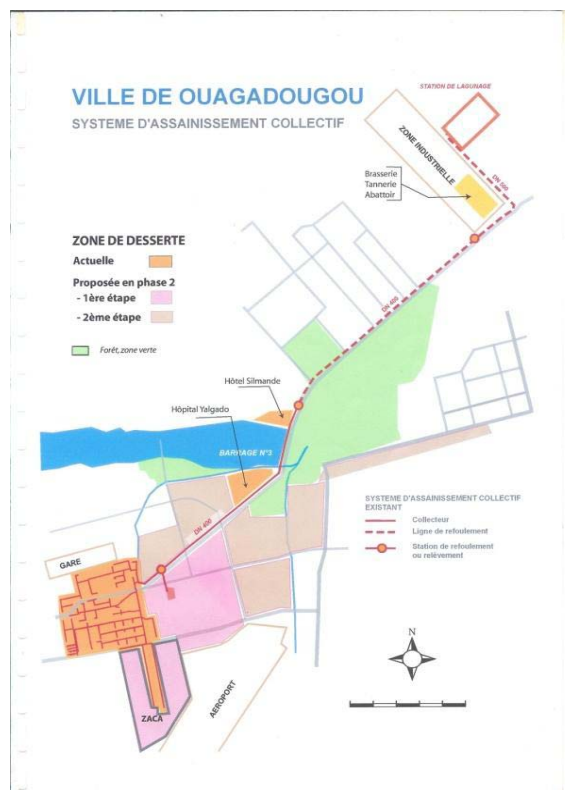 VILLE DE OUAGADOUGOU
SYSTEME D'ASSAINISSEMENT COLLECTIF
STATION DE LAGUNAGE
ZONE INDUSTRIELLE
DN 500
Brasserie
Tannerie
Abattoir
ZONE DE DESSERTE
Actuelle
Proposée en phase 2
- 1ère étape
- 2ème étape
Forêt, zone verte
DN 400
Hôtel Silmande
Hôpital Yalgado
BARRAGE N°3
SYSTEME D'ASSAINISSEMENT COLLECTIF
EXISTANT
Collecteur
Ligne de refoulement
Station de refoulement
ou relèvement
DN 400
GARE
N
ZACA
AÉROPORT